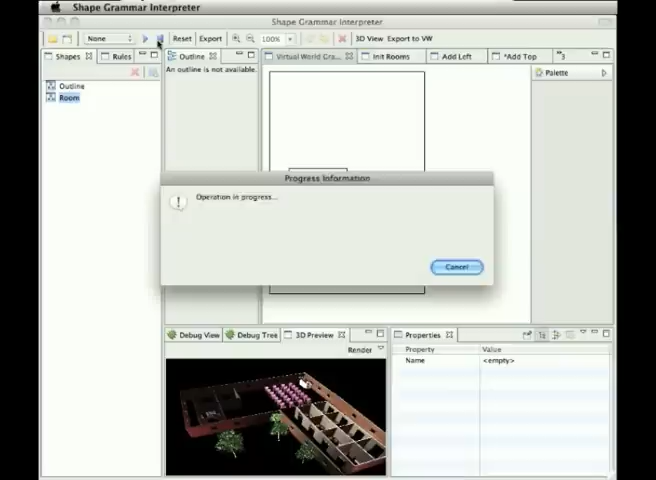 Shape Grammar Interpreter
Shape Grammar Interpreter
None
Reset
Export
100%
3D View
Export to VW
Shapes
Rules
Outline
Virtual World Gra...
Init Rooms
Add Left
*Add Top
3
An outline is not available.
Palette
Outline
Room
Progress Information
Operation in progress...
Cancel
Debug View
Debug Tree
3D Preview
Properties
Render
Property
Value
Name
<empty>